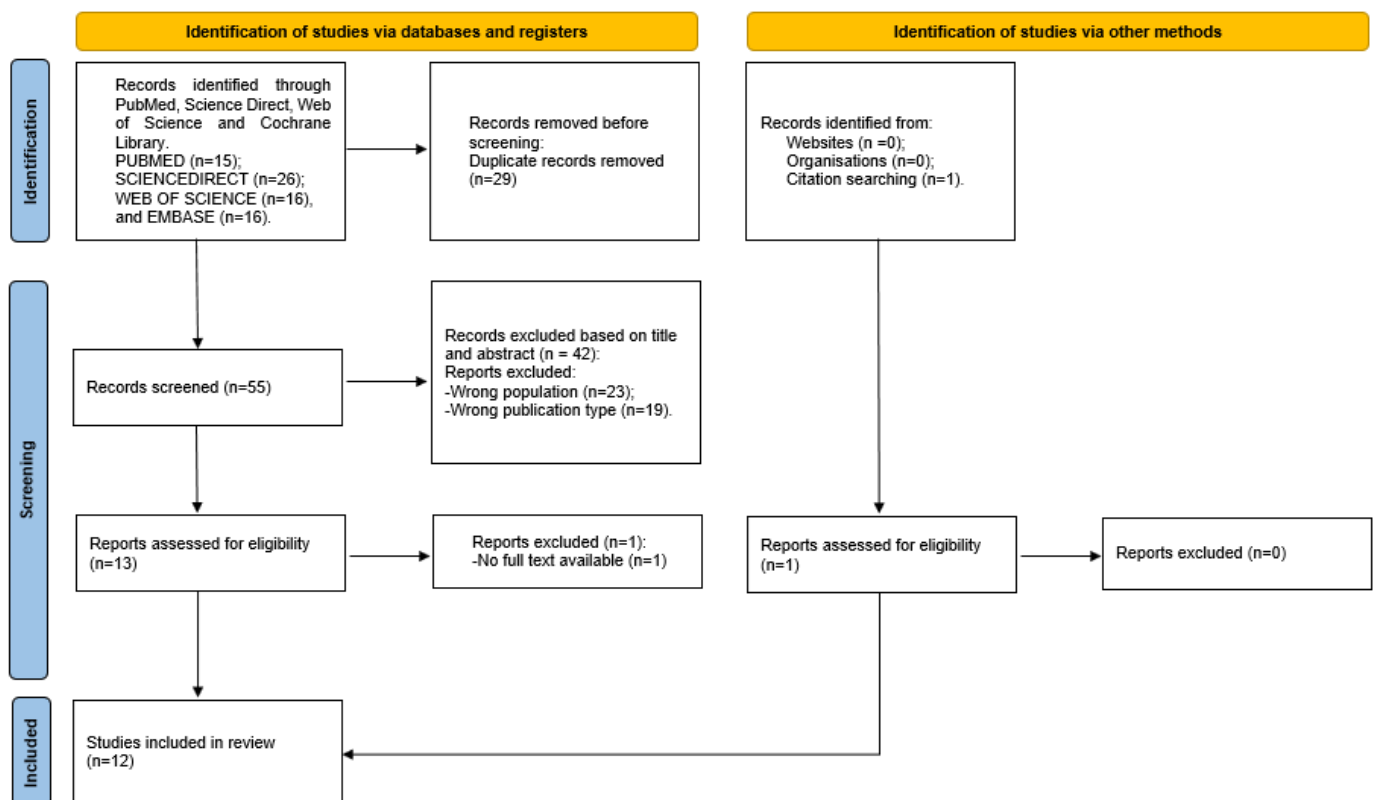 Identification of studies via databases and registers
Identification of studies via other methods
Identification
Records identified through
PubMed, Science Direct, Web
of Science and Cochrane
Library.
PUBMED (n=15);
SCIENCEDIRECT (n=26);
WEB OF SCIENCE (n=16),
and EMBASE (n=16).
Records removed before
screening:
Duplicate records removed
(n=29)
Records identified from:
Websites (n =0);
Organisations (n=0);
Citation searching (n=1).
Screening
Records screened (n=55)
Records excluded based on title
and abstract (n = 42):
Reports excluded:
-Wrong population (n=23);
-Wrong publication type (n=19).
Reports assessed for eligibility
(n=13)
Reports excluded (n=1):
-No full text available (n=1)
Reports assessed for eligibility
(n=1)
Reports excluded (n=0)
Included
Studies included in review
(n=12)